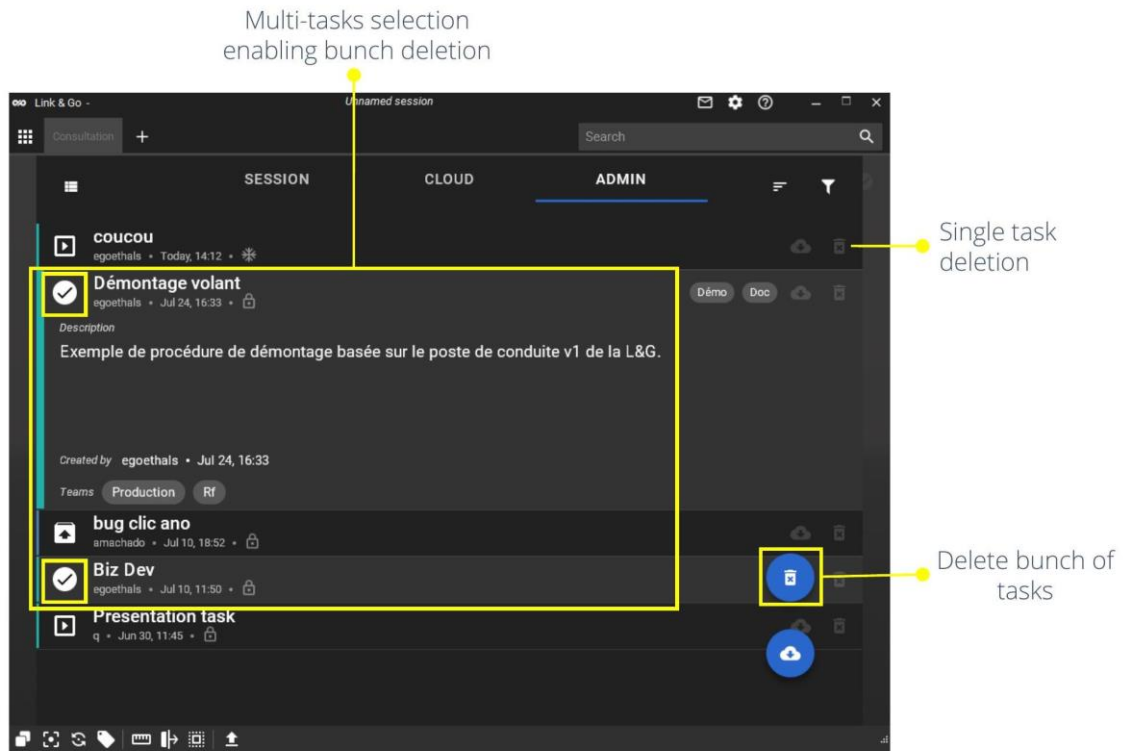 Multi-tasks selection
enabling bunch deletion
Link & Go -
Unnamed session
Consultation
Search
SESSION
CLOUD
ADMIN
coucou
egoethals • Today, 14:12 •
Single task
deletion
Démontage volant
egoethals • Jul 24, 16:33 •
Démo
Doc
Description
Exemple de procédure de démontage basée sur le poste de conduite v1 de la L&G.
Created by egoethals • Jul 24, 16:33
Teams Production Rf
bug clic ano
amachado • Jul 10, 18:52 •
Biz Dev
egoethals • Jul 10, 11:50 •
Delete bunch of
tasks
Presentation task
q • Jun 30, 11:45 •